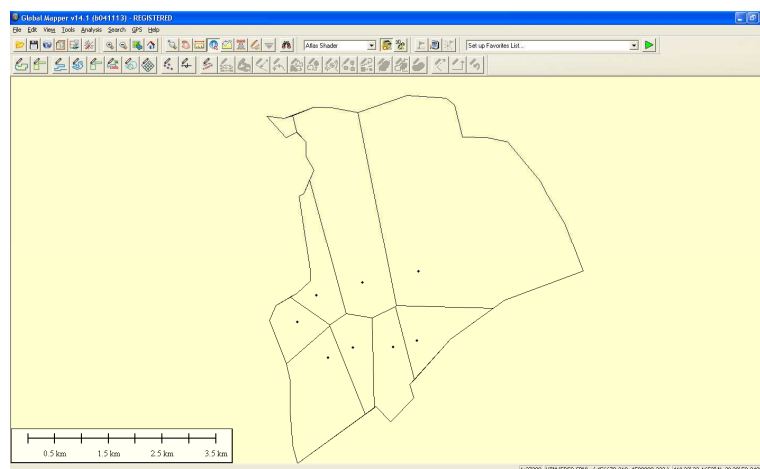 Global Mapper v14.1 (b041113) - REGISTERED
File Edit View Tools Analysis Search GPS Help
Atlas Shader
Set up Favorites List...
0.5 km 1.5 km 2.5 km 3.5 km